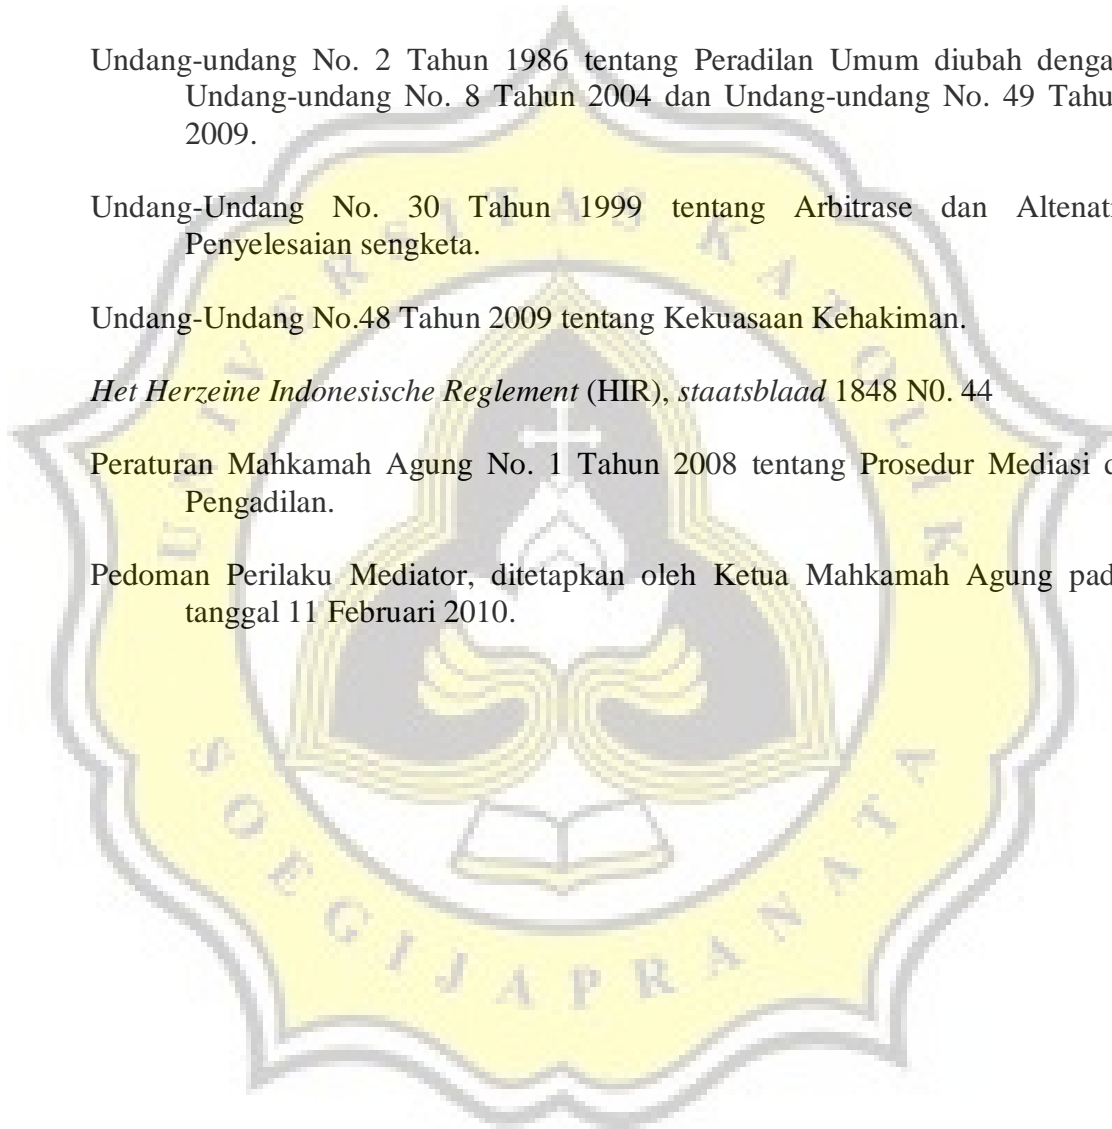 Undang-undang No. 2 Tahun 1986 tentang Peradilan Umum diubah denga
Undang-undang No. 8 Tahun 2004 dan Undang-undang No. 49 Tahu
2009.
Undang-Undang No. 30 Tahun 1999 tentang Arbitrase dan Altenati
Penyelesaian sengketa.
Undang-Undang No.48 Tahun 2009 tentang Kekuasaan Kehakiman.
Het Herzeine Indonesische Reglement (HIR), staatsblaad 1848 N0. 44
Peraturan Mahkamah Agung No. 1 Tahun 2008 tentang Prosedur Mediasi d
Pengadilan.
Pedoman Perilaku Mediator, ditetapkan oleh Ketua Mahkamah Agung pad
tanggal 11 Februari 2010.
UNIVERSITAS KATOLIK
SOEGIJAPRANATA